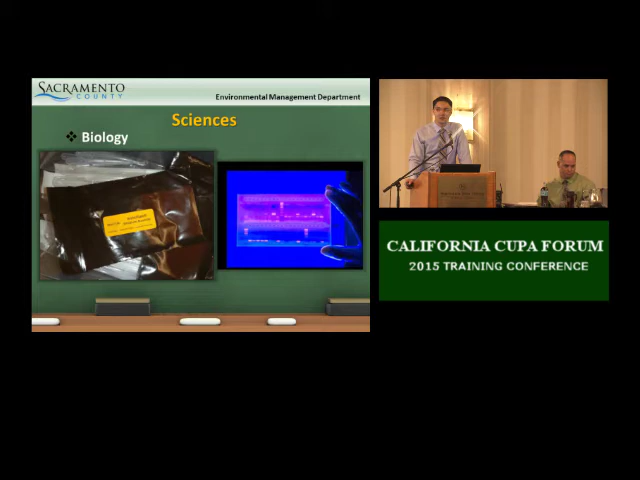 SACRAMENTO
COUNTY
Environmental Management Department
Sciences
Biology
CALIFORNIA CUPA FORUM
2015 TRAINING CONFERENCE